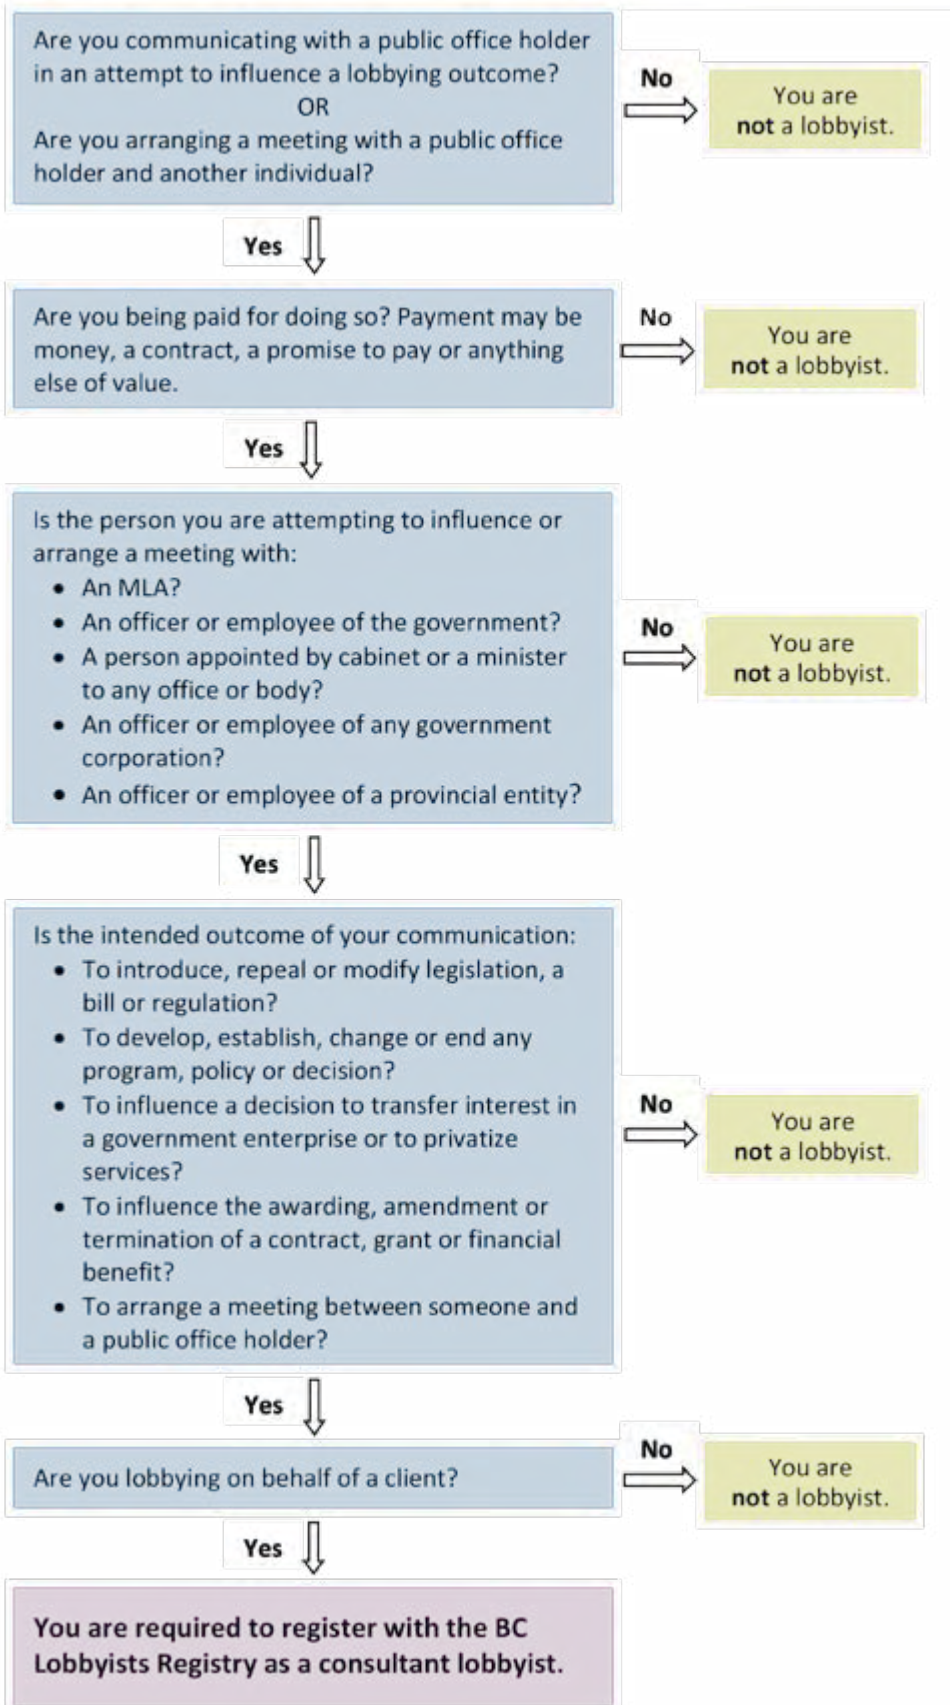 Are you communicating with a public office holder
in an attempt to influence a lobbying outcome?
OR
Are you arranging a meeting with a public office
holder and another individual?
No
You are
not a lobbyist.
Yes
Are you being paid for doing so? Payment may be
money, a contract, a promise to pay or anything
else of value.
No
You are
not a lobbyist.
Yes
Is the person you are attempting to influence or
arrange a meeting with:
• An MLA?
• An officer or employee of the government?
• A person appointed by cabinet or a minister
to any office or body?
• An officer or employee of any government
corporation?
• An officer or employee of a provincial entity?
No
You are
not a lobbyist.
Yes
Is the intended outcome of your communication:
• To introduce, repeal or modify legislation, a
bill or regulation?
• To develop, establish, change or end any
program, policy or decision?
• To influence a decision to transfer interest in
a government enterprise or to privatize
services?
• To influence the awarding, amendment or
termination of a contract, grant or financial
benefit?
• To arrange a meeting between someone and
a public office holder?
No
You are
not a lobbyist.
Yes
Are you lobbying on behalf of a client?
No
You are
not a lobbyist.
Yes
You are required to register with the BC
Lobbyists Registry as a consultant lobbyist.